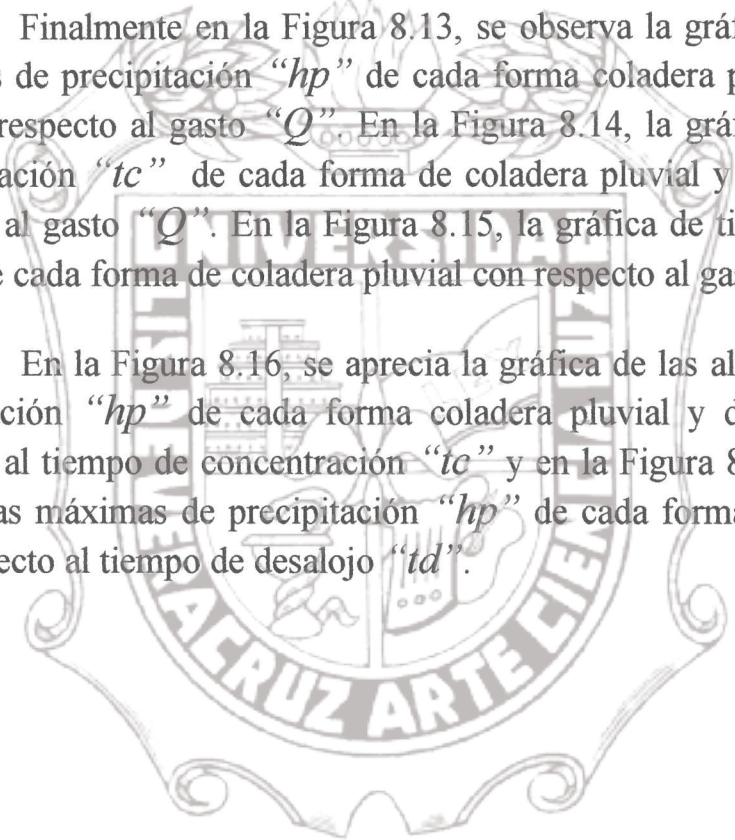 Finalmente en la Figura 8.13, se observa la gráf
de precipitación “hp” de cada forma coladera p
respecto al gasto “Q”. En la Figura 8.14, la gráf
ación “tc” de cada forma de coladera pluvial y
al gasto “Q”. En la Figura 8.15, la gráfica de ti
e cada forma de coladera pluvial con respecto al ga
En la Figura 8.16, se aprecia la gráfica de las al
ción “hp” de cada forma coladera pluvial y d
al tiempo de concentración “tc” y en la Figura 8
as máximas de precipitación “hp” de cada forma
ecto al tiempo de desalojo “td”.
UNIVERSIDAD
VERACRUZ ARTE CIEN
LEY